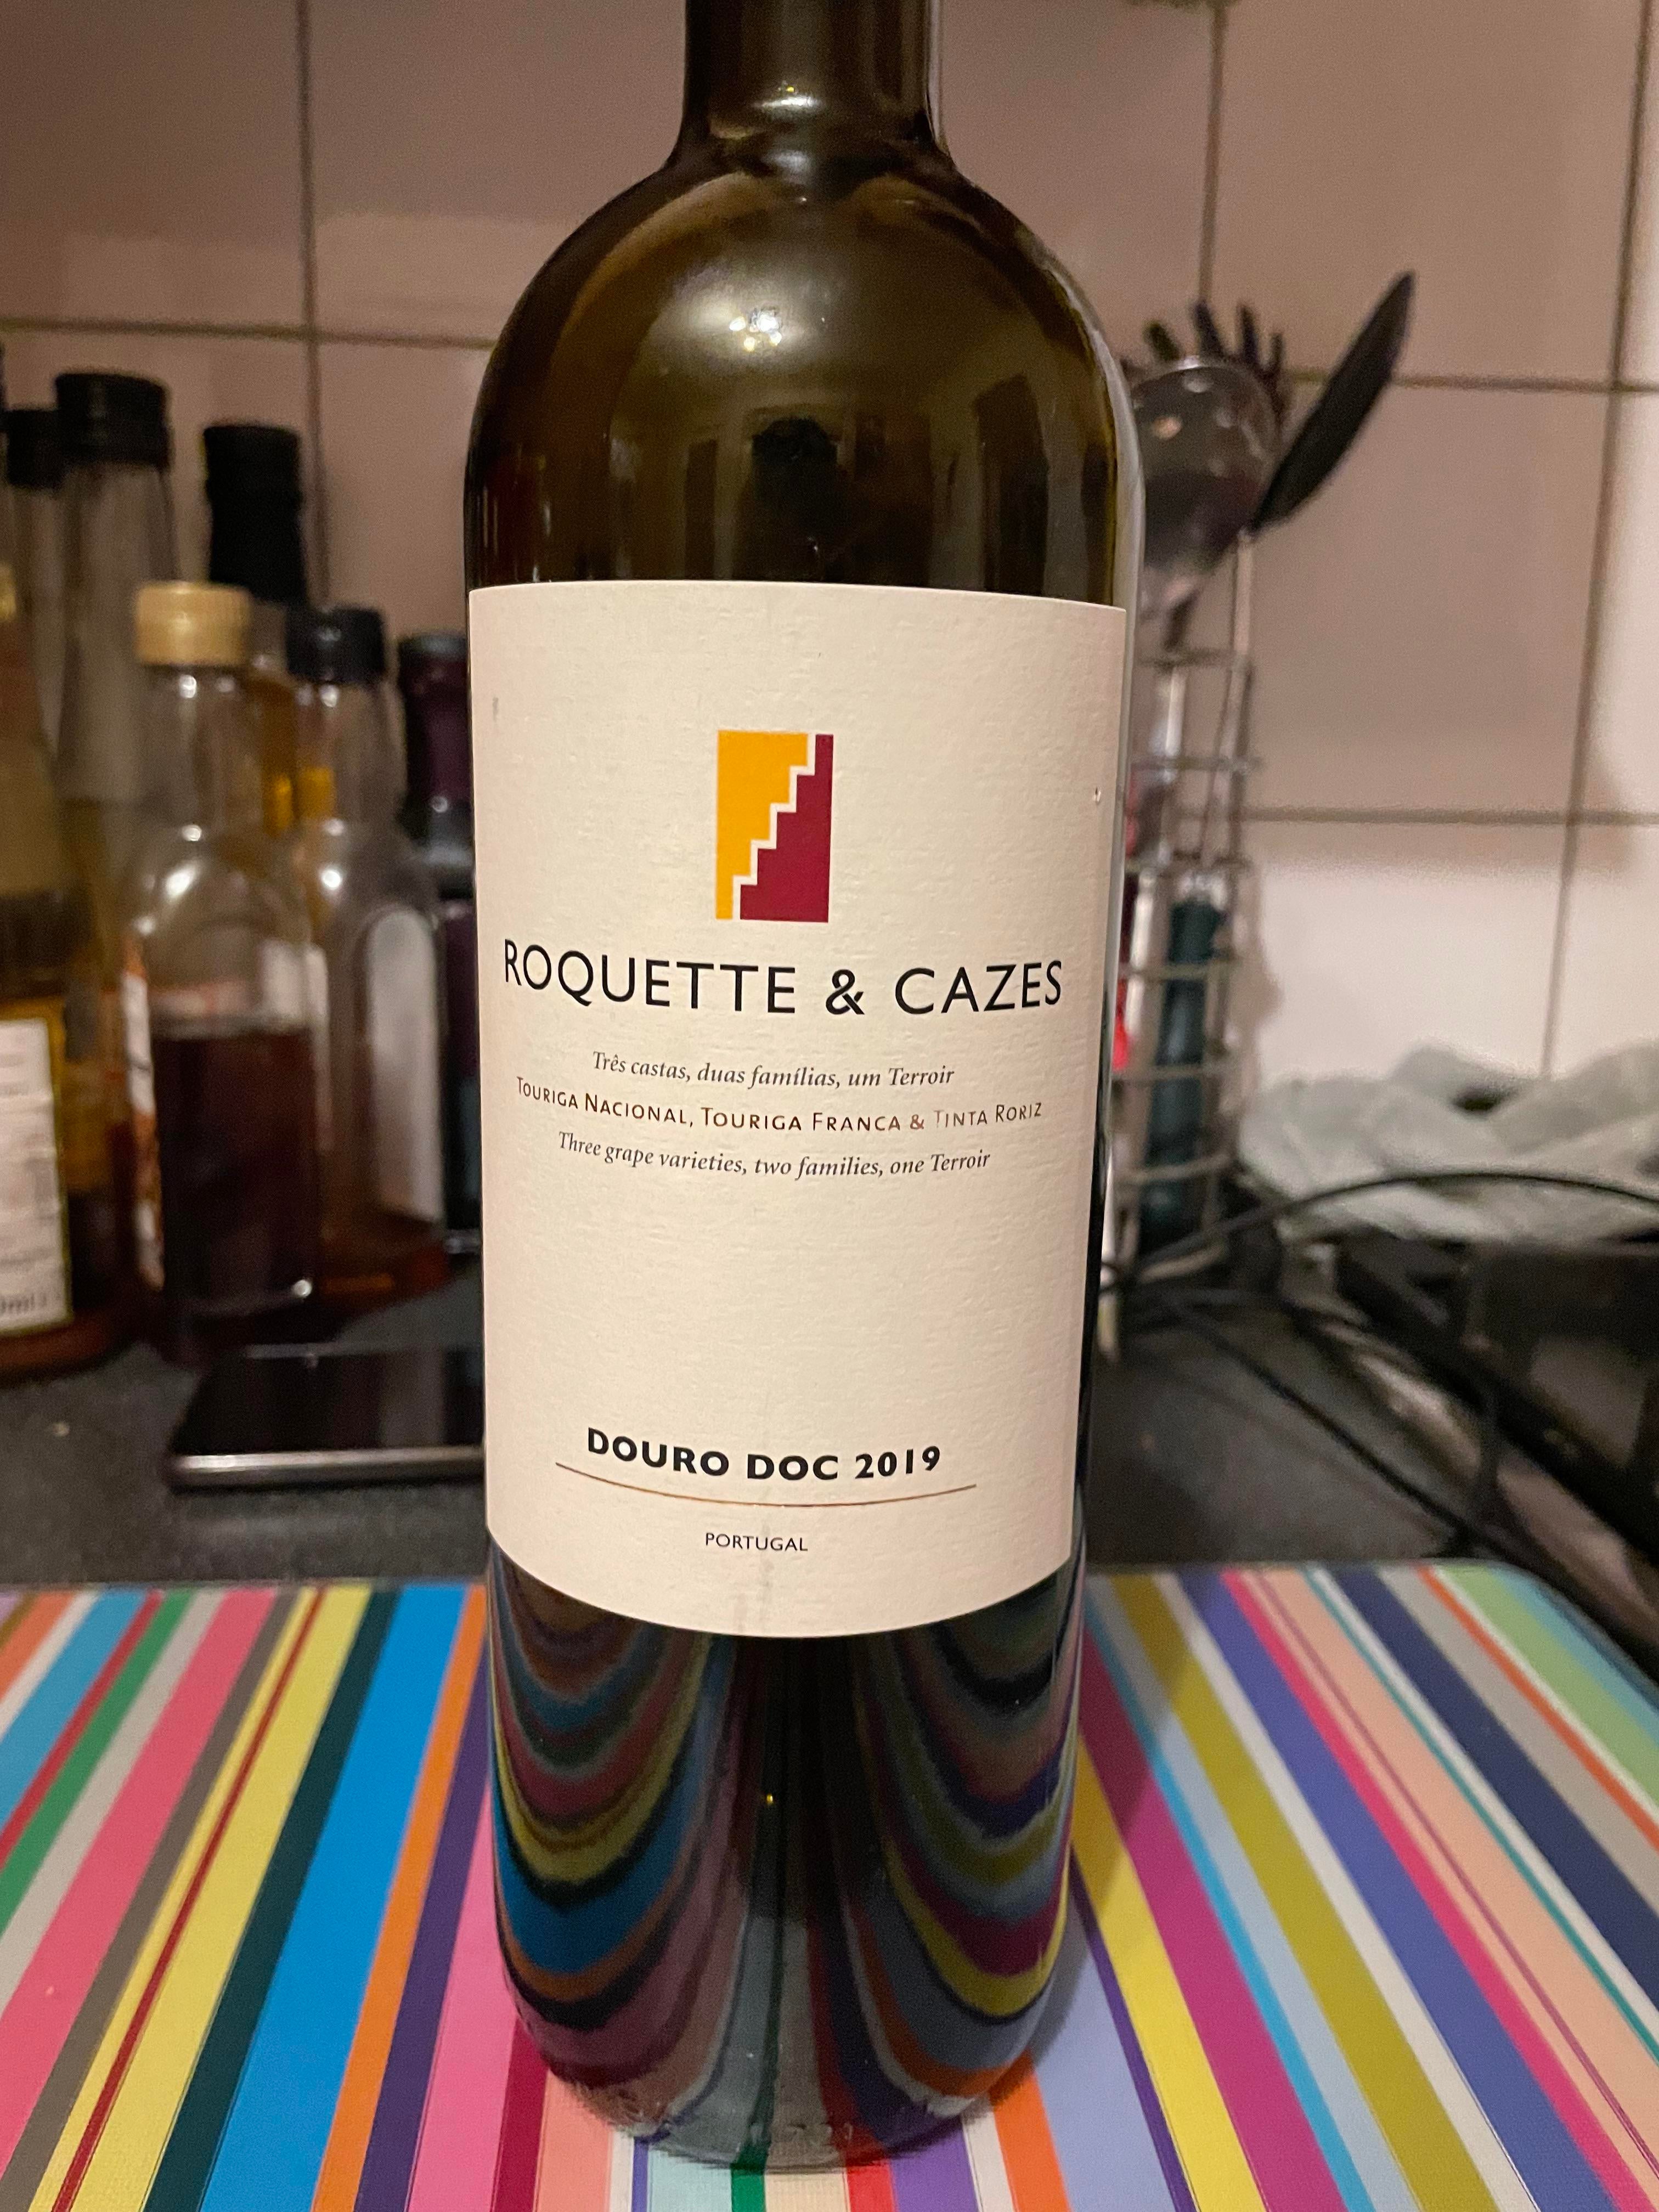 ROQUETTE & CAZES
Três castas, duas famílias, um Terroir
TOURIGA NACIONAL, TOURIGA FRANCA & TINTA RORIZ
Three grape varieties, two families, one Terroir
DOURO DOC 2019
PORTUGAL